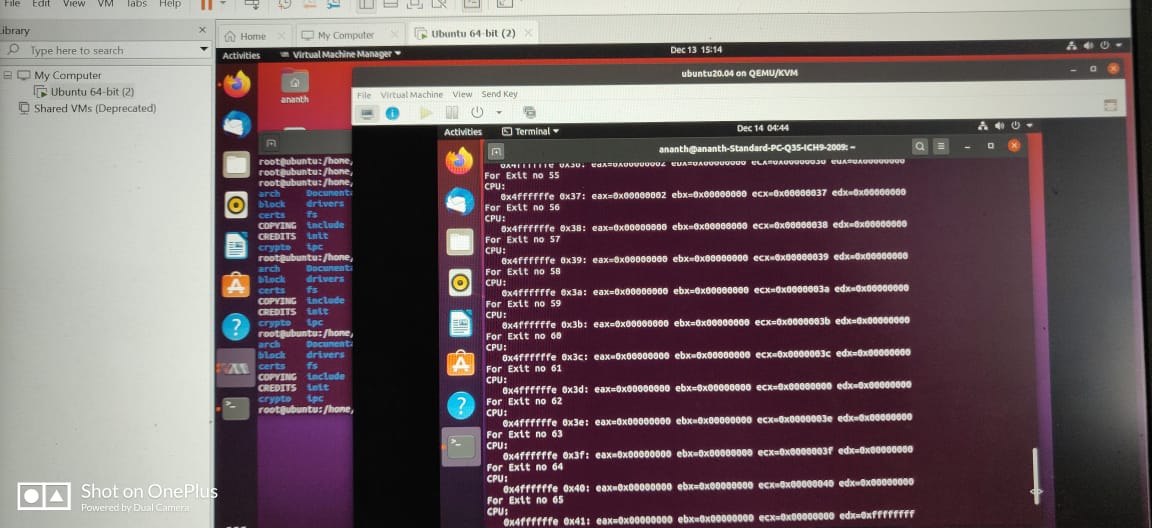 File Edit View VM Tabs Help
Library
Type here to search
My Computer
Ubuntu 64-bit (2)
Shared VMs (Deprecated)
Home
My Computer
Ubuntu 64-bit (2)
Activities Virtual Machine Manager Dec 13 15:14
ananth
root@ubuntu:/home,
root@ubuntu:/home,
root@ubuntu:/home,
arch Document
block drivers
certs fs
COPYING include
CREDITS init
crypto ipc
root@ubuntu:/home,
arch Document
block drivers
certs fs
COPYING include
CREDITS init
crypto ipc
root@ubuntu:/home,
arch Document
block drivers
certs fs
COPYING include
CREDITS init
crypto ipc
root@ubuntu:/home,
ubuntu20.04 on QEMU/KVM
File Virtual Machine View Send Key
Activities Terminal Dec 14 04:44
ananth@ananth-Standard-PC-Q35-ICH9-2009: ~
0x4ffffffe 0x36: eax=0x00000002 ebx=0x00000000 ecx=0x00000036 edx=0x00000000
For Exit no 55
CPU:
0x4ffffffe 0x37: eax=0x00000002 ebx=0x00000000 ecx=0x00000037 edx=0x00000000
For Exit no 56
CPU:
0x4ffffffe 0x38: eax=0x00000000 ebx=0x00000000 ecx=0x00000038 edx=0x00000000
For Exit no 57
CPU:
0x4ffffffe 0x39: eax=0x00000000 ebx=0x00000000 ecx=0x00000039 edx=0x00000000
For Exit no 58
CPU:
0x4ffffffe 0x3a: eax=0x00000000 ebx=0x00000000 ecx=0x0000003a edx=0x00000000
For Exit no 59
CPU:
0x4ffffffe 0x3b: eax=0x00000000 ebx=0x00000000 ecx=0x0000003b edx=0x00000000
For Exit no 60
CPU:
0x4ffffffe 0x3c: eax=0x00000000 ebx=0x00000000 ecx=0x0000003c edx=0x00000000
For Exit no 61
CPU:
0x4ffffffe 0x3d: eax=0x00000000 ebx=0x00000000 ecx=0x00000000 edx=0x00000000
For Exit no 62
CPU:
0x4ffffffe 0x3e: eax=0x00000000 ebx=0x00000000 ecx=0x0000003e edx=0x00000000
For Exit no 63
CPU:
0x4ffffffe 0x3f: eax=0x00000000 ebx=0x00000000 ecx=0x0000003f edx=0x00000000
For Exit no 64
CPU:
0x4ffffffe 0x40: eax=0x00000000 ebx=0x00000000 ecx=0x00000040 edx=0x00000000
For Exit no 65
CPU:
0x4ffffffe 0x41: eax=0x00000000 ebx=0x00000000 ecx=0x00000000 edx=0xffffffff
Shot on OnePlus
Powered by Dual Camera